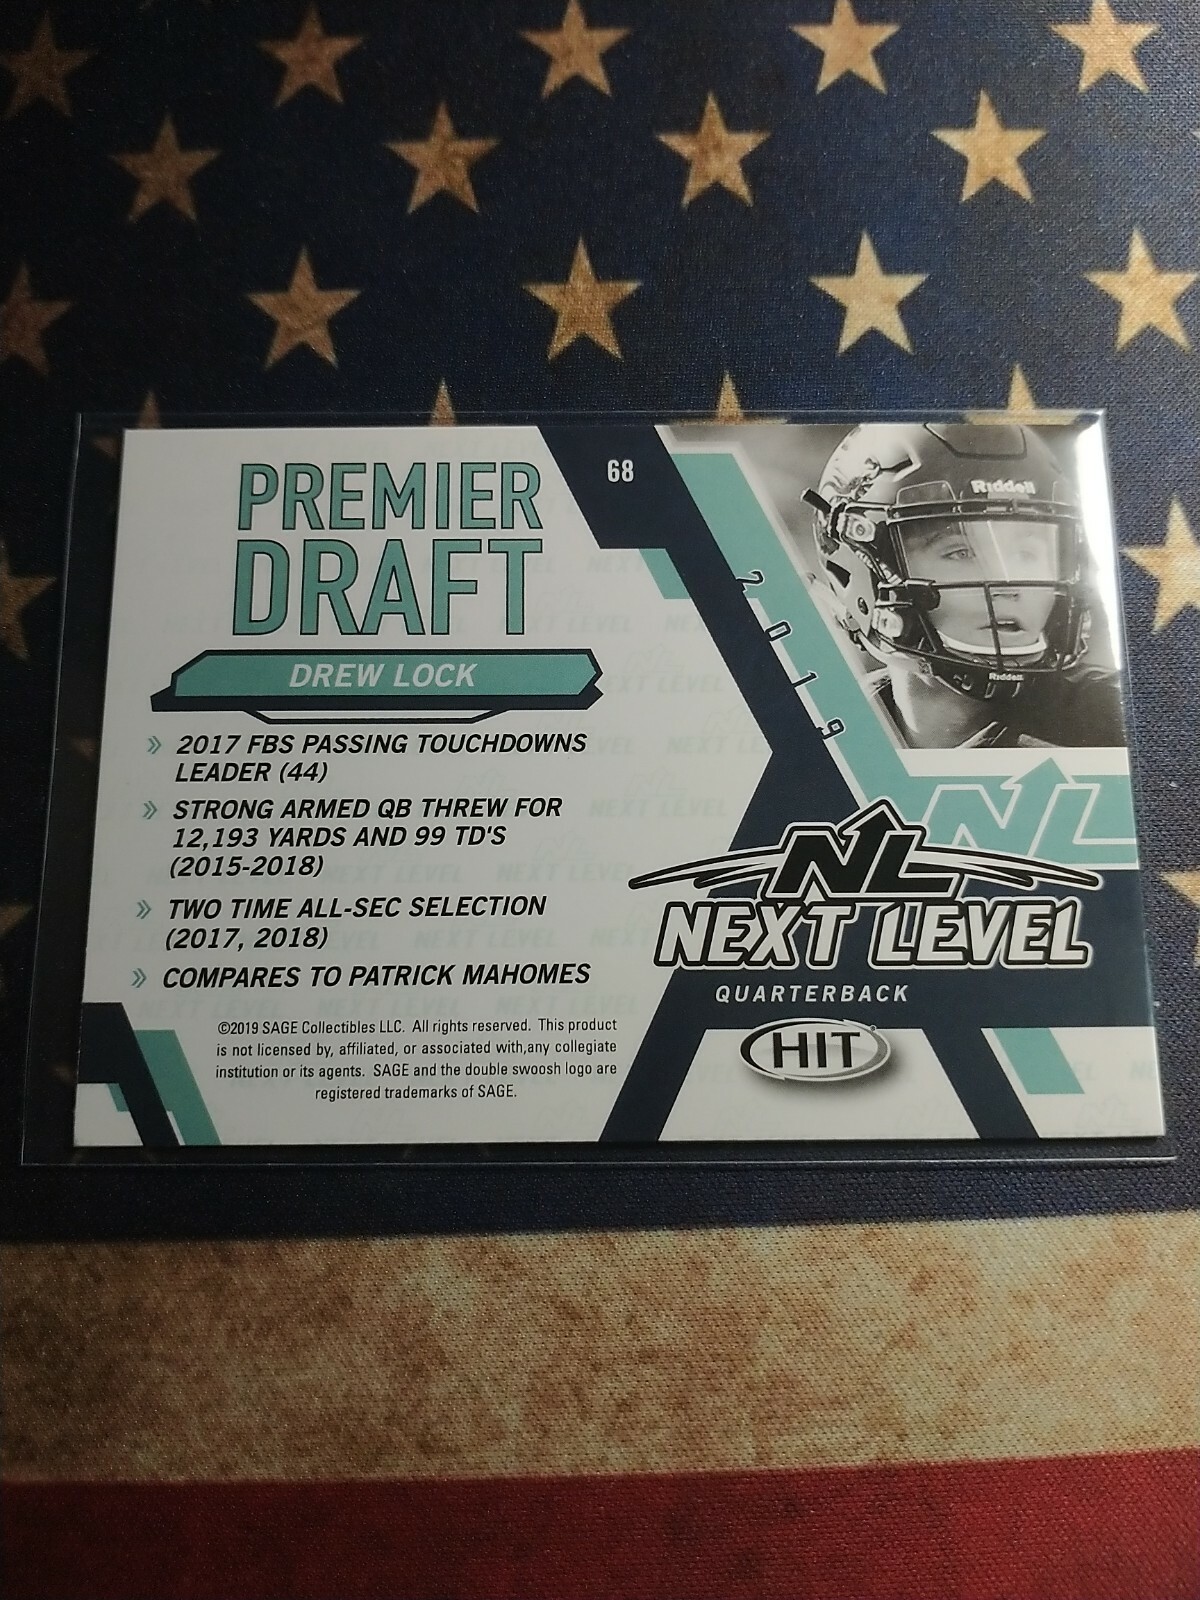 PREMIER
DRAFT
DREW LOCK
2017 FBS PASSING TOUCHDOWNS
LEADER (44)
STRONG ARMED QB THREW FOR
12,193 YARDS AND 99 TD'S
(2015-2018)
TWO TIME ALL-SEC SELECTION
(2017, 2018)
COMPARES TO PATRICK MAHOMES
©2019 SAGE Collectibles LLC. All rights reserved. This product
is not licensed by, affiliated, or associated with,any collegiate
institution or its agents. SAGE and the double swoosh logo are
registered trademarks of SAGE.
68
2019
Riddell
Riddell
NL
NL
NEXT LEVEL
QUARTERBACK
HIT